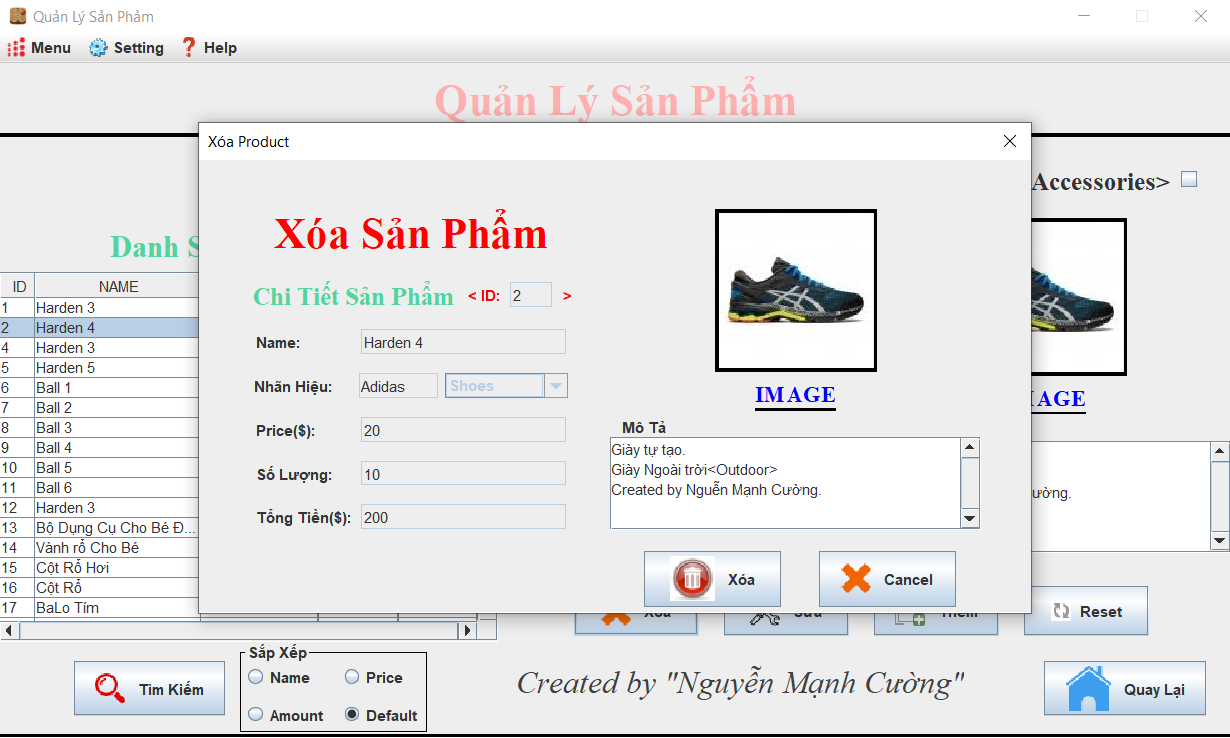 Quản Lý Sản Phẩm
Menu Setting Help
Quản Lý Sản Phẩm
Xóa Product
Accessories>
Xóa Sản Phẩm
Danh S
Chi Tiết Sản Phẩm < ID: 2 >
ID NAME
1 Harden 3
2 Harden 4
4 Harden 3
5 Harden 5
6 Ball 1
7 Ball 2
8 Ball 3
9 Ball 4
10 Ball 5
11 Ball 6
12 Harden 3
13 Bộ Dụng Cụ Cho Bé Đ...
14 Vành rổ Cho Bé
15 Cột Rổ Hơi
16 Cột Rổ
17 BaLo Tím
Name: Harden 4
Nhãn Hiệu: Adidas Shoes
Price($): 20
Số Lượng: 10
Tổng Tiền($): 200
IMAGE
Mô Tả
Giày tự tạo.
Giày Ngoài trời<Outdoor>
Created by Nguễn Mạnh Cường.
Xóa Cancel
AGE
ường.
Xóa Sửa Thêm Reset
Tìm Kiếm
Sắp Xếp
Name Price
Amount Default
Created by "Nguyễn Mạnh Cường"
Quay Lại